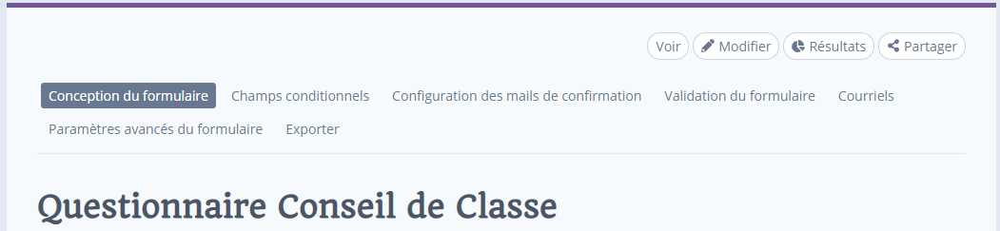 Voir Modifier Résultats Partager
Conception du formulaire Champs conditionnels Configuration des mails de confirmation Validation du formulaire Courriels
Paramètres avancés du formulaire Exporter
Questionnaire Conseil de Classe